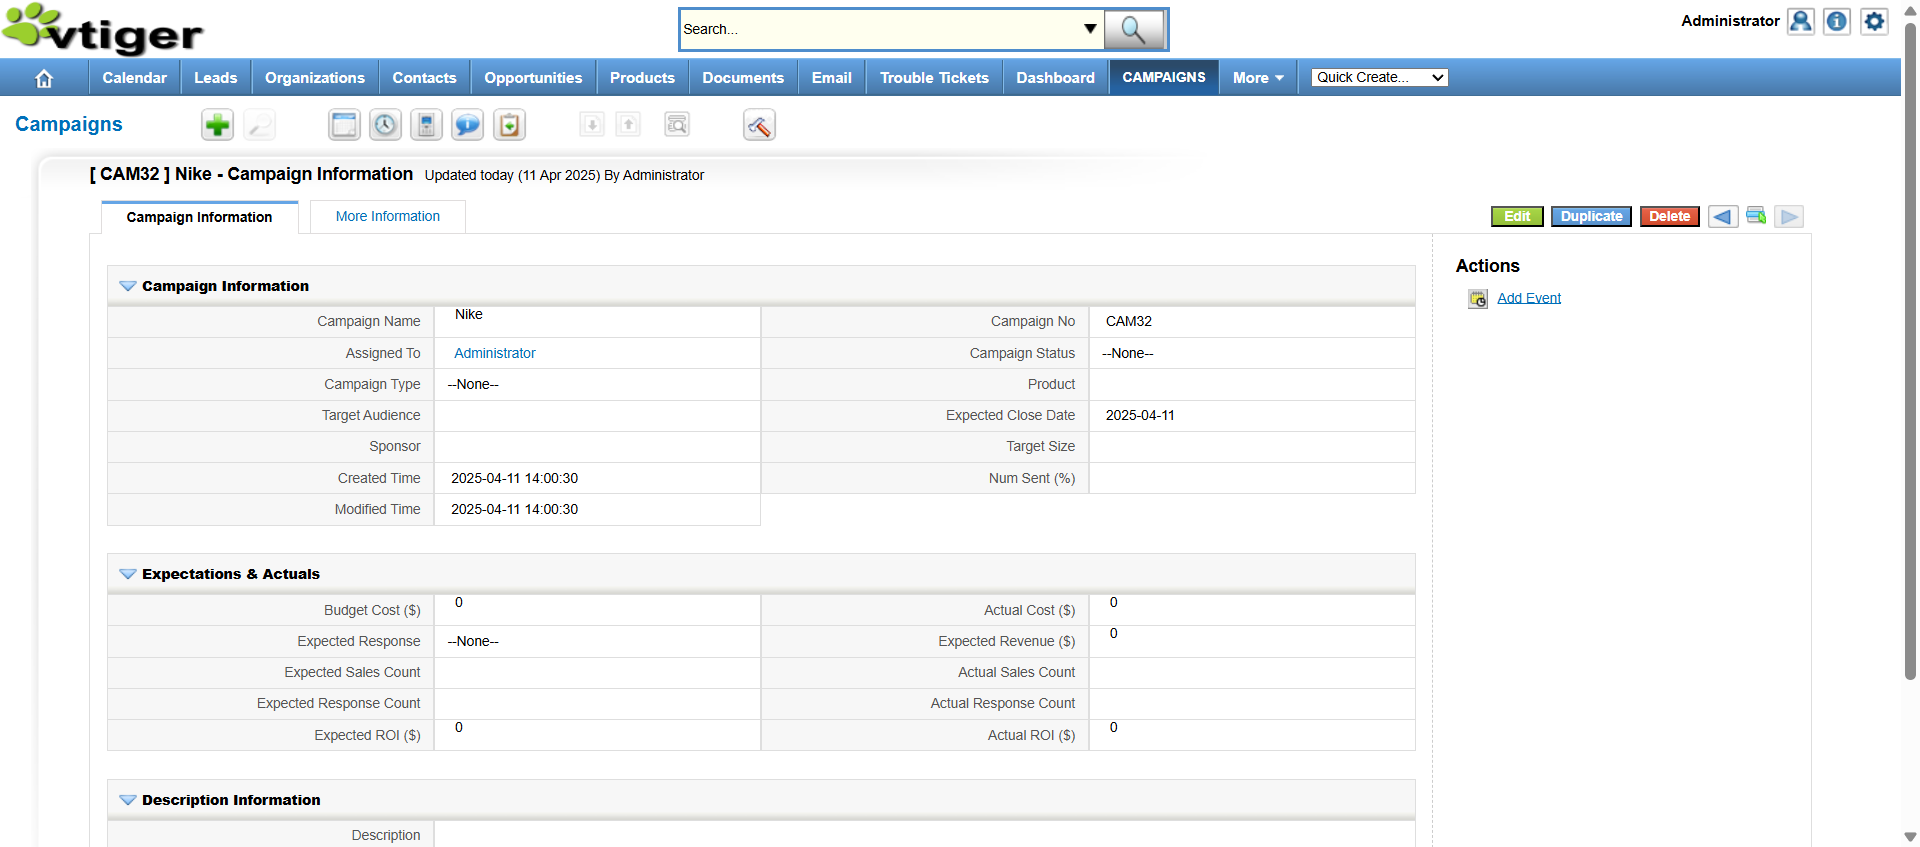 vtiger
Search...
Administrator
Calendar Leads Organizations Contacts Opportunities Products Documents Email Trouble Tickets Dashboard CAMPAIGNS More Quick Create...
Campaigns
[ CAM32 ] Nike - Campaign Information Updated today (11 Apr 2025) By Administrator
Campaign Information More Information
Edit Duplicate Delete
Actions
Add Event
Campaign Information
Campaign Name Nike Campaign No CAM32
Assigned To Administrator Campaign Status --None--
Campaign Type --None-- Product
Target Audience Expected Close Date 2025-04-11
Sponsor Target Size
Created Time 2025-04-11 14:00:30 Num Sent (%)
Modified Time 2025-04-11 14:00:30
Expectations & Actuals
Budget Cost ($) 0 Actual Cost ($) 0
Expected Response --None-- Expected Revenue ($) 0
Expected Sales Count Actual Sales Count
Expected Response Count Actual Response Count
Expected ROI ($) 0 Actual ROI ($) 0
Description Information
Description